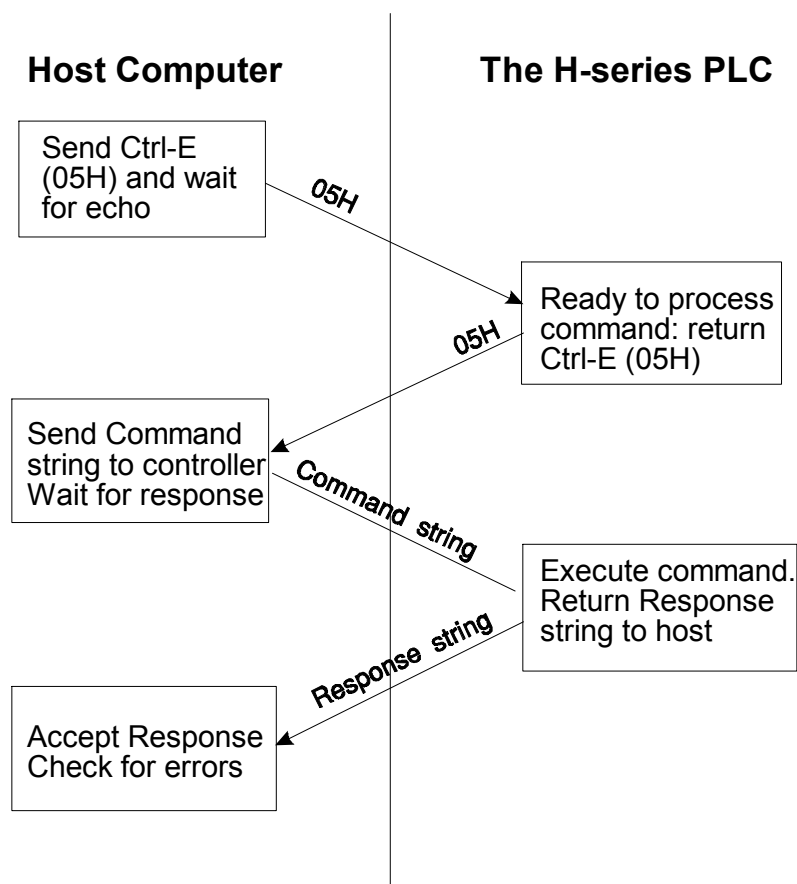 Host Computer
The H-series PLC
Send Ctrl-E
(05H) and wait
for echo
05H
Ready to process
command: return
Ctrl-E (05H)
05H
Send Command
string to controller
Wait for response
Command string
Execute command.
Return Response
string to host
Response string
Accept Response
Check for errors